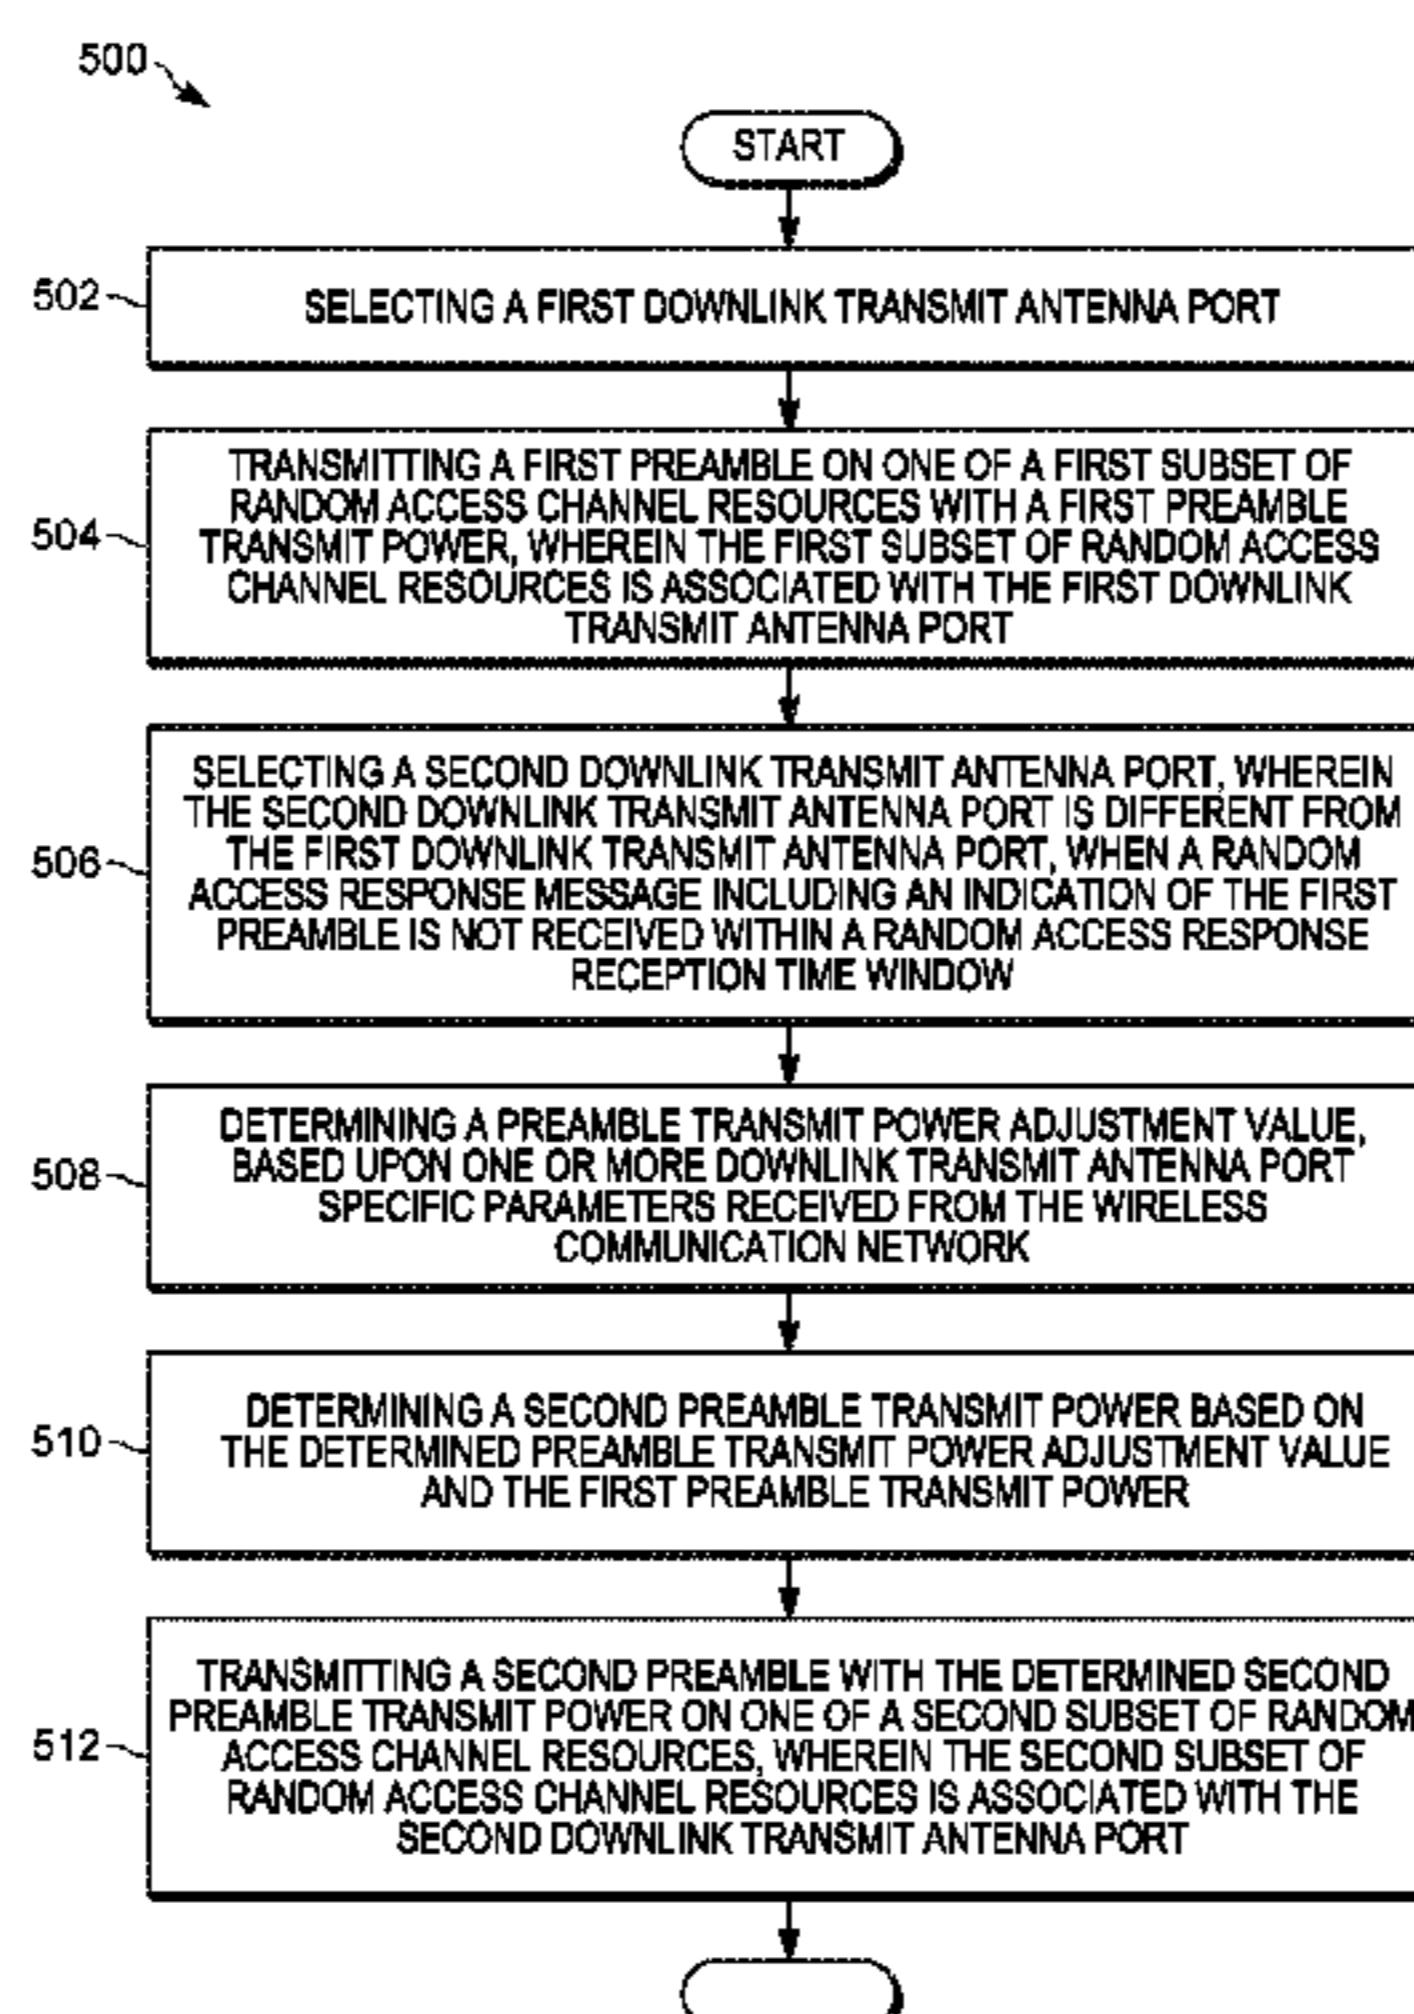 500
START
502
SELECTING A FIRST DOWNLINK TRANSMIT ANTENNA PORT
504
TRANSMITTING A FIRST PREAMBLE ON ONE OF A FIRST SUBSET OF
RANDOM ACCESS CHANNEL RESOURCES WITH A FIRST PREAMBLE
TRANSMIT POWER, WHEREIN THE FIRST SUBSET OF RANDOM ACCESS
CHANNEL RESOURCES IS ASSOCIATED WITH THE FIRST DOWNLINK
TRANSMIT ANTENNA PORT
506
SELECTING A SECOND DOWNLINK TRANSMIT ANTENNA PORT, WHEREIN
THE SECOND DOWNLINK TRANSMIT ANTENNA PORT IS DIFFERENT FROM
THE FIRST DOWNLINK TRANSMIT ANTENNA PORT, WHEN A RANDOM
ACCESS RESPONSE MESSAGE INCLUDING AN INDICATION OF THE FIRST
PREAMBLE IS NOT RECEIVED WITHIN A RANDOM ACCESS RESPONSE
RECEPTION TIME WINDOW
508
DETERMINING A PREAMBLE TRANSMIT POWER ADJUSTMENT VALUE,
BASED UPON ONE OR MORE DOWNLINK TRANSMIT ANTENNA PORT
SPECIFIC PARAMETERS RECEIVED FROM THE WIRELESS
COMMUNICATION NETWORK
510
DETERMINING A SECOND PREAMBLE TRANSMIT POWER BASED ON
THE DETERMINED PREAMBLE TRANSMIT POWER ADJUSTMENT VALUE
AND THE FIRST PREAMBLE TRANSMIT POWER
512
TRANSMITTING A SECOND PREAMBLE WITH THE DETERMINED SECOND
PREAMBLE TRANSMIT POWER ON ONE OF A SECOND SUBSET OF RANDOM
ACCESS CHANNEL RESOURCES, WHEREIN THE SECOND SUBSET OF
RANDOM ACCESS CHANNEL RESOURCES IS ASSOCIATED WITH THE
SECOND DOWNLINK TRANSMIT ANTENNA PORT